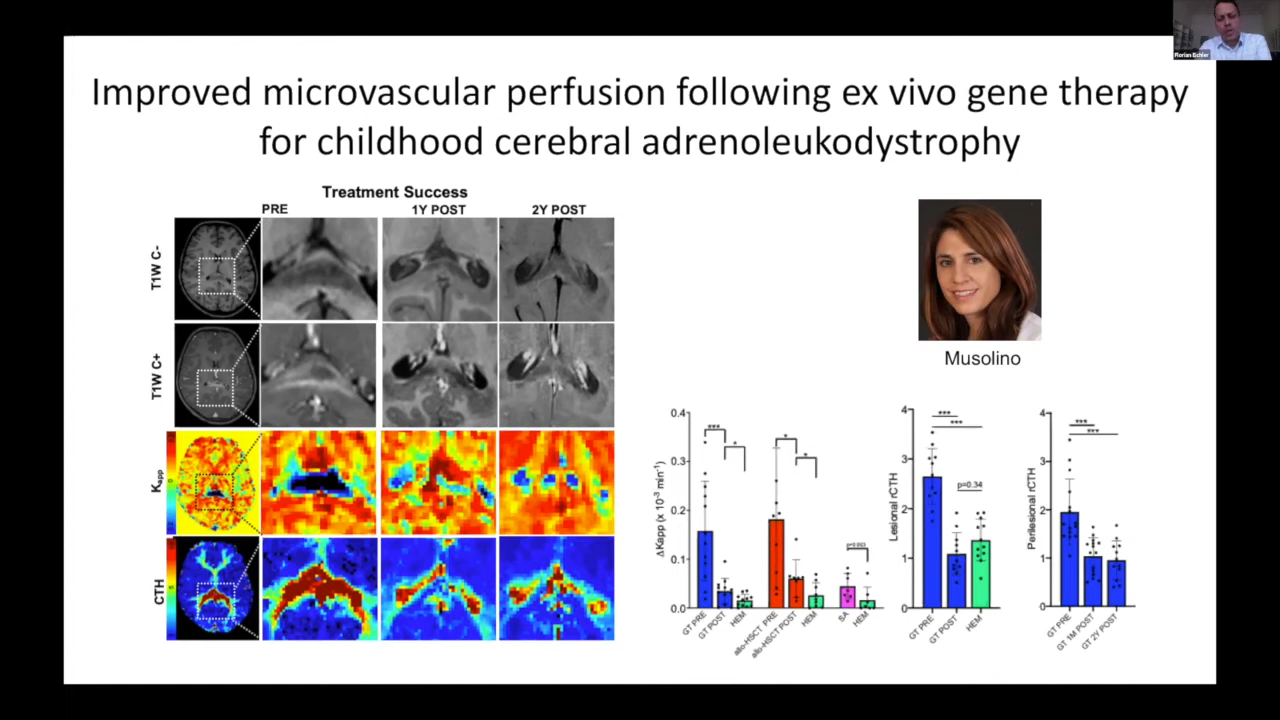 Rorian Echler
Improved microvascular perfusion following ex vivo gene therapy
for childhood cerebral adrenoleukodystrophy
Treatment Success
PRE
1Y POST
2Y POST
T1W C-
T1W C+
Kapp
CTH
Musolino
ΔKapp (x 10⁻³ min⁻¹)
0.4
0.3
0.2
0.1
0.0
***
*
*
*
GT PRE
GT POST
HEM
allo-HSCT PRE
allo-HSCT POST
HEM
SA
HEM
Lesional rCTH
4
3
2
1
0
***
***
p=0.34
GT PRE
GT POST
HEM
Perilesional rCTH
4
3
2
1
0
***
***
GT PRE
GT 1M POST
GT 2Y POST